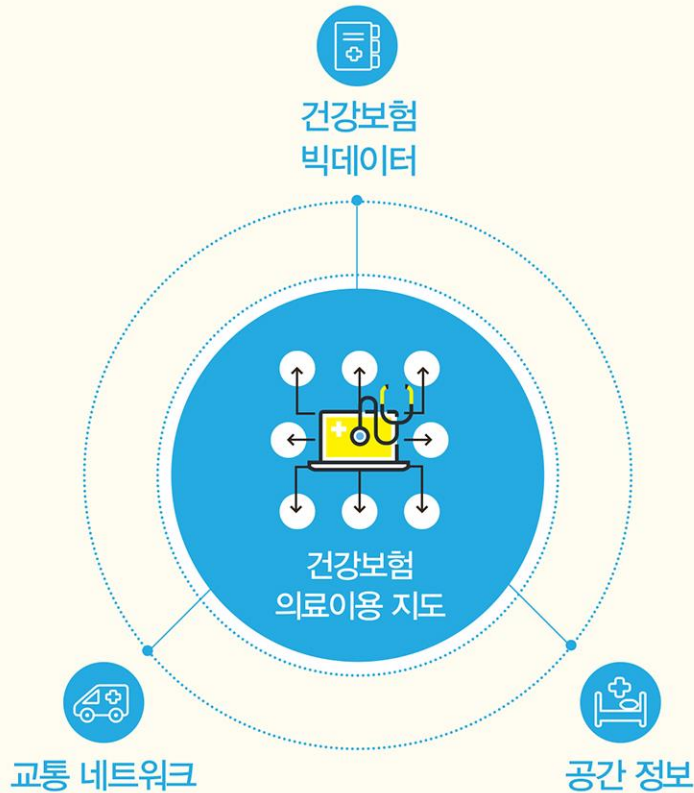 건강보험
빅데이터
건강보험
의료이용 지도
교통 네트워크
공간 정보